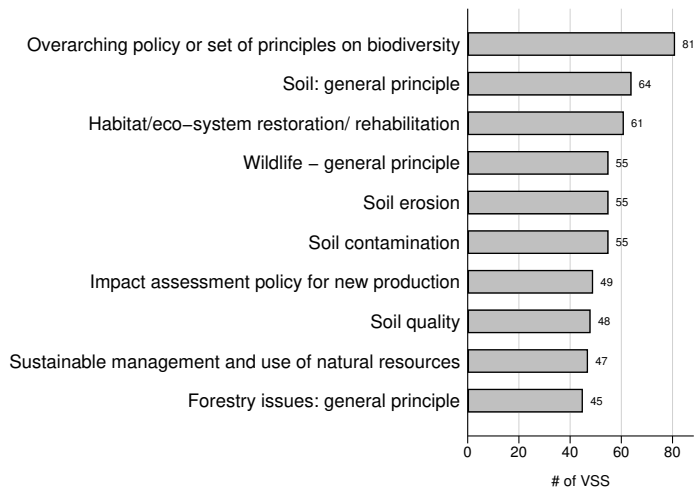 Overarching policy or set of principles on biodiversity 81
Soil: general principle 64
Habitat/eco−system restoration/ rehabilitation 61
Wildlife − general principle 55
Soil erosion 55
Soil contamination 55
Impact assessment policy for new production 49
Soil quality 48
Sustainable management and use of natural resources 47
Forestry issues: general principle 45
0 20 40 60 80
# of VSS